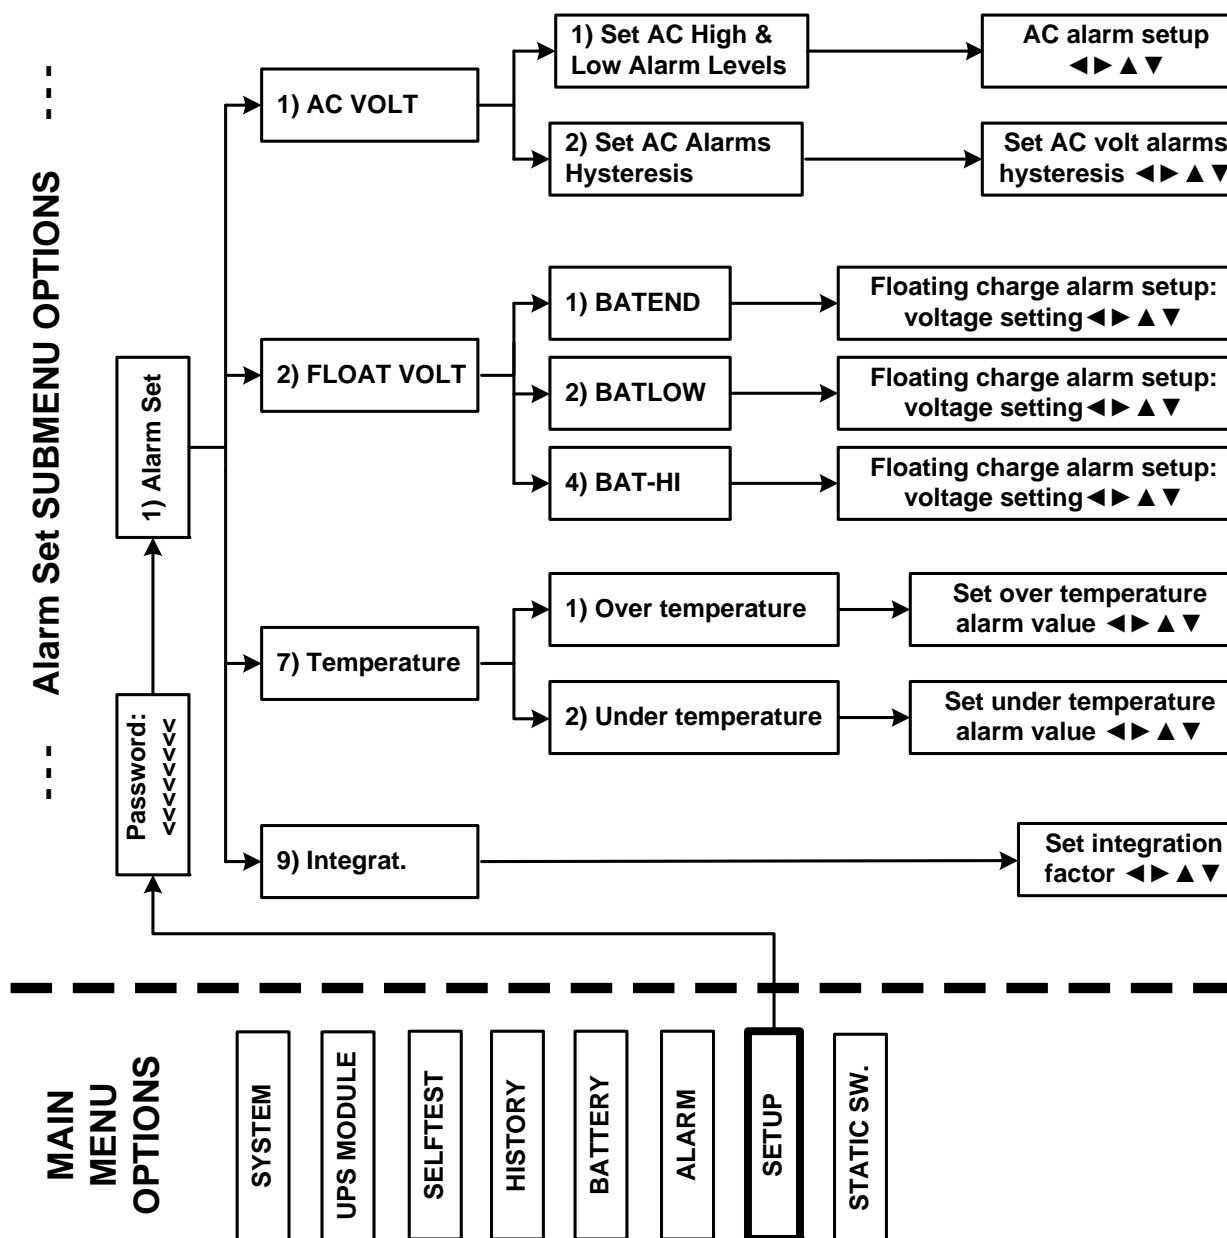 --- Alarm Set SUBMENU OPTIONS ---
1) Alarm Set
Password:
<<<<<<<<<
1) AC VOLT
1) Set AC High &
Low Alarm Levels
AC alarm setup
◄►▲▼
2) Set AC Alarms
Hysteresis
Set AC volt alarms
hysteresis ◄►▲▼
2) FLOAT VOLT
1) BATEND
Floating charge alarm setup:
voltage setting◄►▲▼
2) BATLOW
Floating charge alarm setup:
voltage setting◄►▲▼
4) BAT-HI
Floating charge alarm setup:
voltage setting◄►▲▼
7) Temperature
1) Over temperature
Set over temperature
alarm value ◄►▲▼
2) Under temperature
Set under temperature
alarm value ◄►▲▼
9) Integrat.
Set integration
factor ◄►▲▼
MAIN
MENU
OPTIONS
SYSTEM
UPS MODULE
SELFTEST
HISTORY
BATTERY
ALARM
SETUP
STATIC SW.